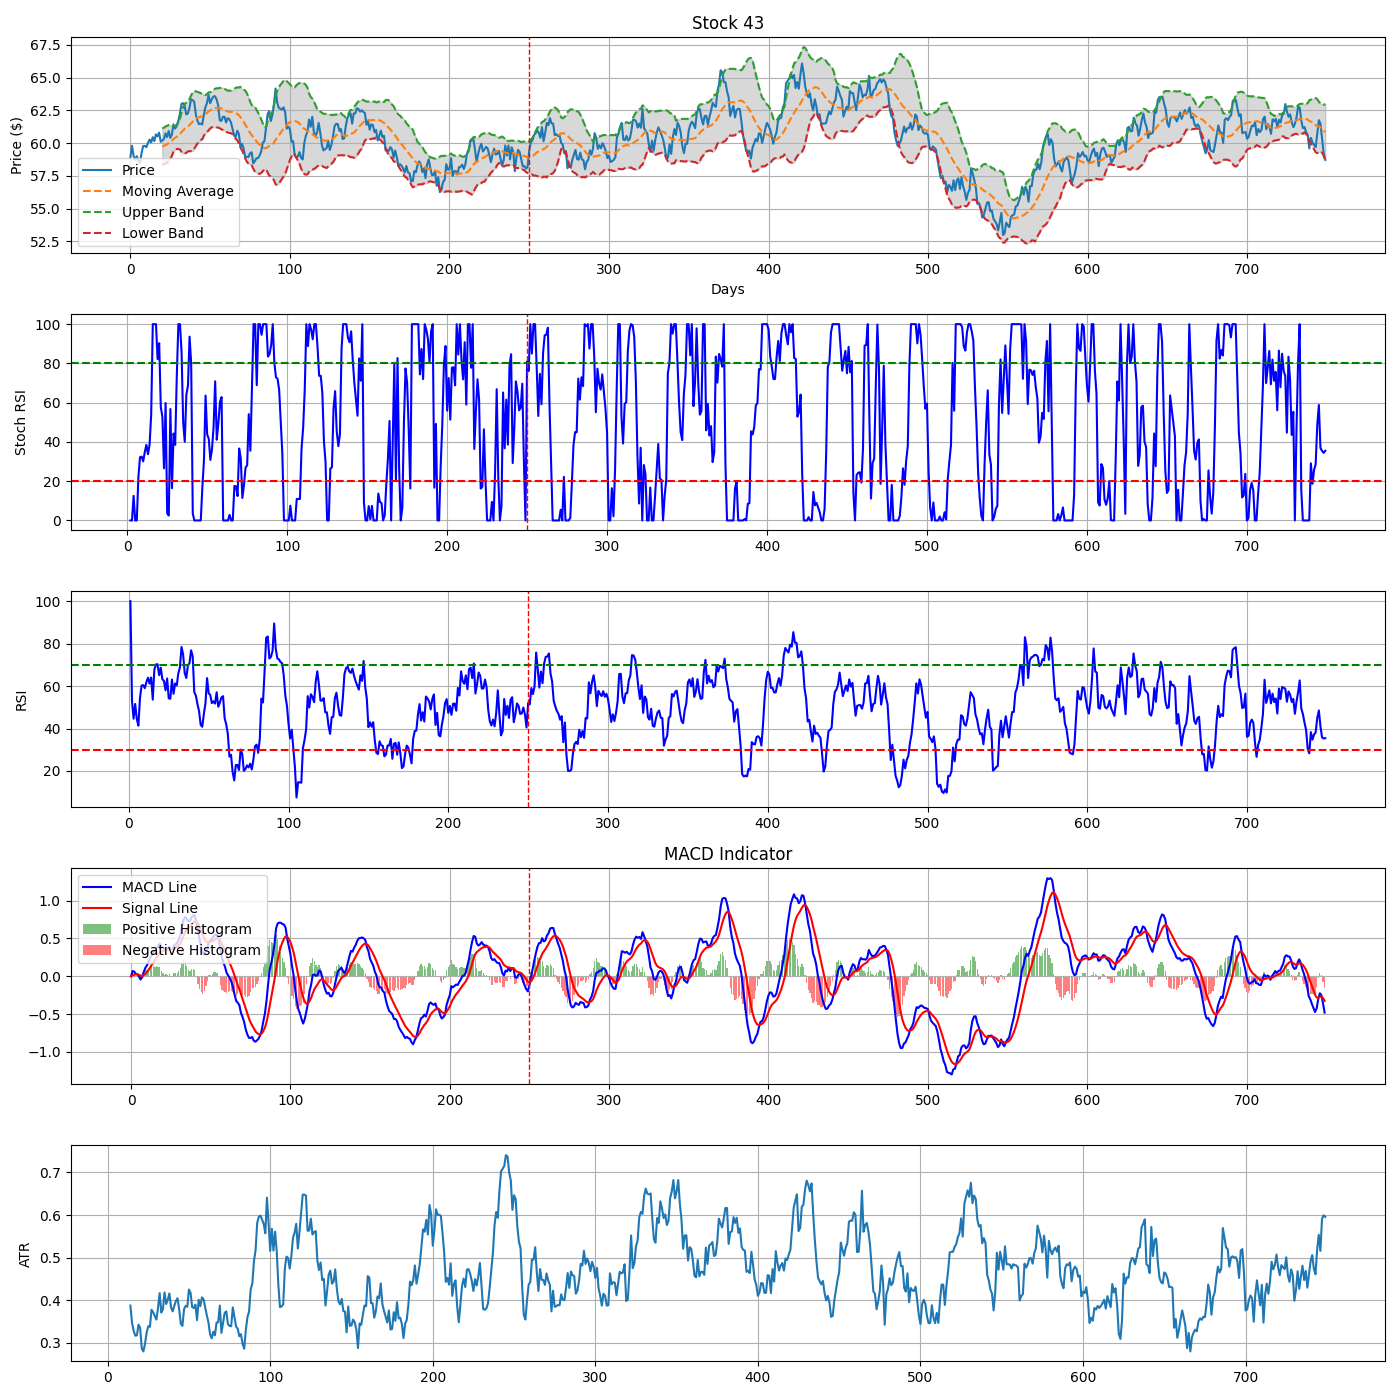 Stock 43
67.5
65.0
62.5
60.0
57.5
55.0
52.5
Price ($)
Price
Moving Average
Upper Band
Lower Band
0 100 200 300 400 500 600 700
Days
100
80
60
40
20
0
Stoch RSI
0 100 200 300 400 500 600 700
100
80
60
40
20
RSI
0 100 200 300 400 500 600 700
MACD Indicator
1.0
0.5
0.0
−0.5
−1.0
MACD Line
Signal Line
Positive Histogram
Negative Histogram
0 100 200 300 400 500 600 700
0.7
0.6
0.5
0.4
0.3
ATR
0 100 200 300 400 500 600 700